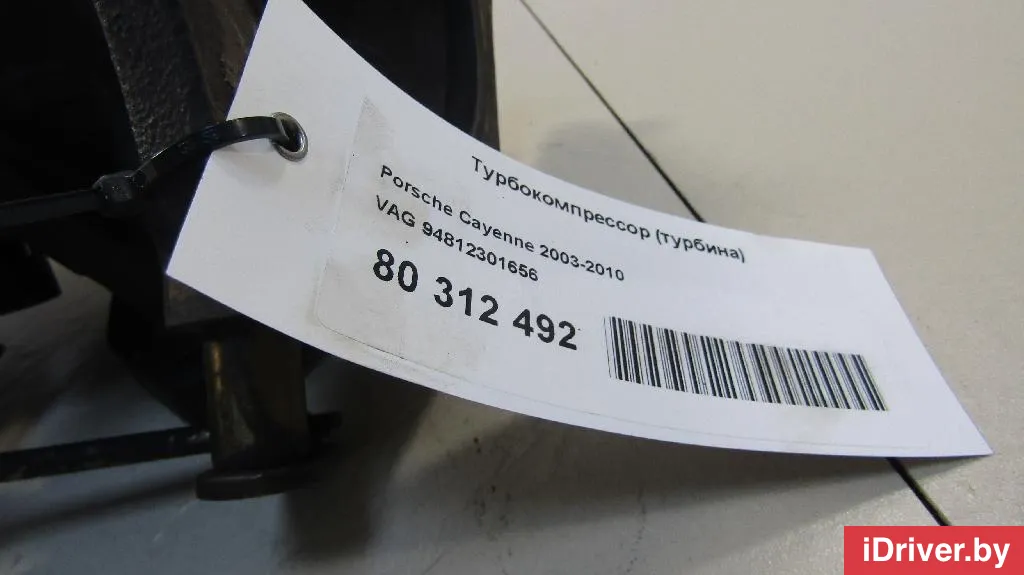 Турбокомпрессор (турбина)
Porsche Cayenne 2003-2010
VAG 94812301656
80 312 492
iDriver.by